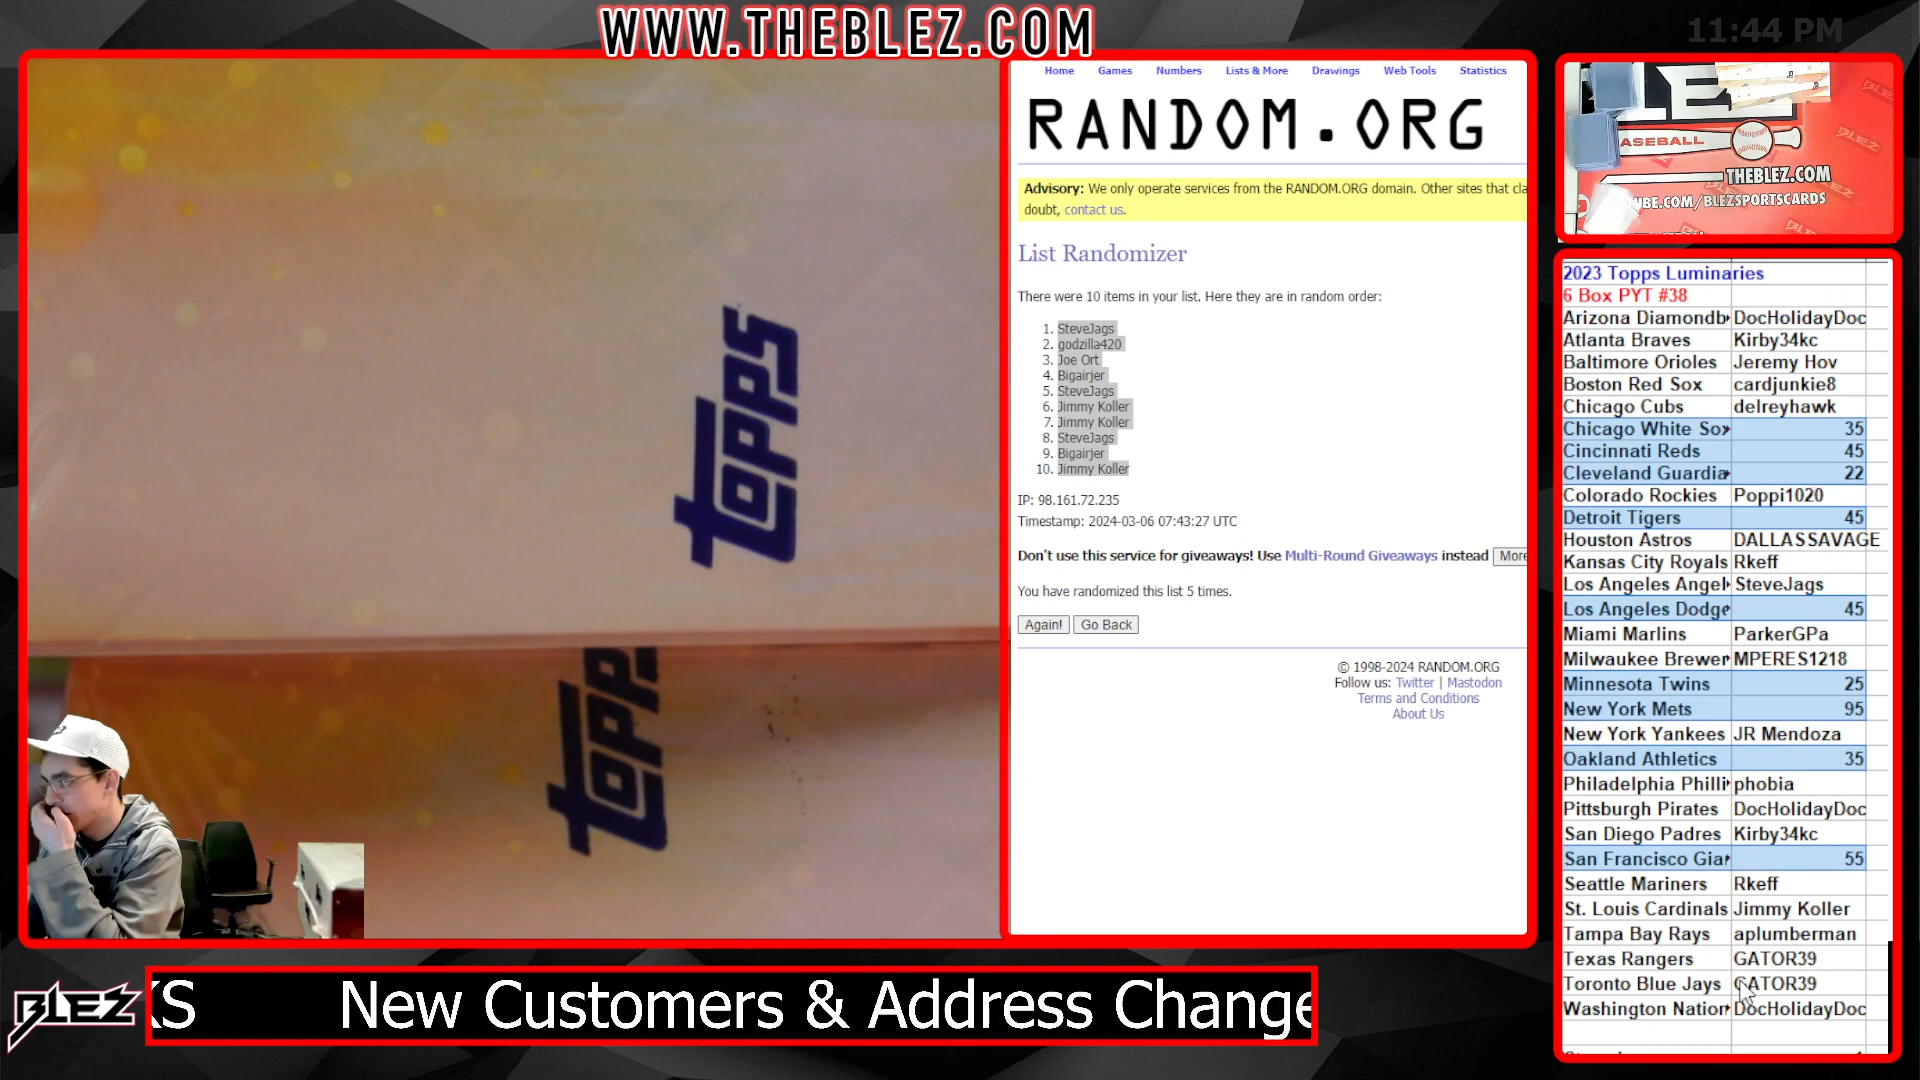 WWW.THEBLEZ.COM
11:44 PM
Home Games Numbers Lists & More Drawings Web Tools Statistics
RANDOM.ORG
Advisory: We only operate services from the RANDOM.ORG domain. Other sites that cla
doubt, contact us.
List Randomizer
There were 10 items in your list. Here they are in random order:
1. SteveJags
2. godzilla420
3. Joe Ort
4. Bigairjer
5. SteveJags
6. Jimmy Koller
7. Jimmy Koller
8. SteveJags
9. Bigairjer
10. Jimmy Koller
IP: 98.161.72.235
Timestamp: 2024-03-06 07:43:27 UTC
Don't use this service for giveaways! Use Multi-Round Giveaways instead More
You have randomized this list 5 times.
Again! Go Back
© 1998-2024 RANDOM.ORG
Follow us: Twitter | Mastodon
Terms and Conditions
About Us
topps
topp
ASEBALL
THEBLEZ.COM
UBE.COM/BLEZSPORTSCARDS
2023 Topps Luminaries
6 Box PYT #38
Arizona Diamondb DocHolidayDoc
Atlanta Braves Kirby34kc
Baltimore Orioles Jeremy Hov
Boston Red Sox cardjunkie8
Chicago Cubs delreyhawk
Chicago White Sox 35
Cincinnati Reds 45
Cleveland Guardia 22
Colorado Rockies Poppi1020
Detroit Tigers 45
Houston Astros DALLASSAVAGE
Kansas City Royals Rkeff
Los Angeles Angel SteveJags
Los Angeles Dodge 45
Miami Marlins ParkerGPa
Milwaukee Brewer MPERES1218
Minnesota Twins 25
New York Mets 95
New York Yankees JR Mendoza
Oakland Athletics 35
Philadelphia Philli phobia
Pittsburgh Pirates DocHolidayDoc
San Diego Padres Kirby34kc
San Francisco Gia 55
Seattle Mariners Rkeff
St. Louis Cardinals Jimmy Koller
Tampa Bay Rays aplumberman
Texas Rangers GATOR39
Toronto Blue Jays GATOR39
Washington Nation DocHolidayDoc
BLEZ
KS New Customers & Address Change